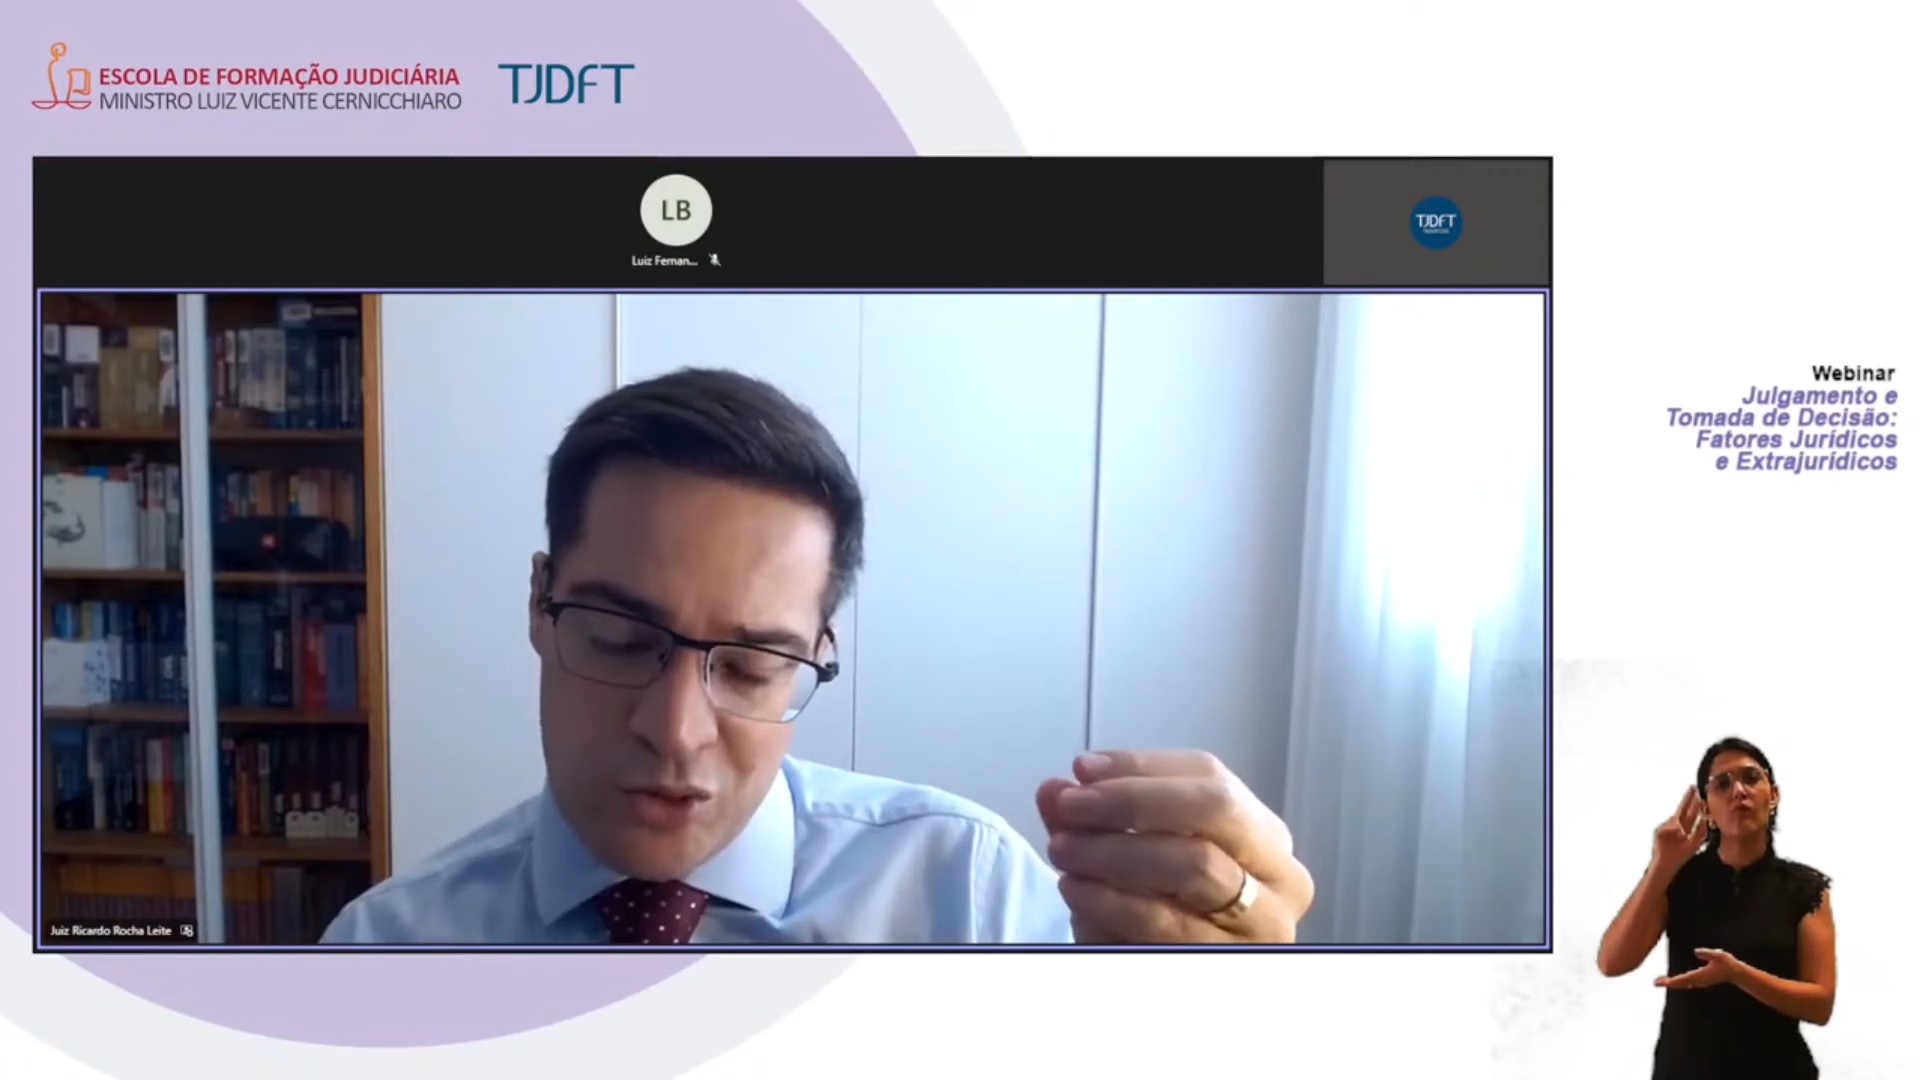 ESCOLA DE FORMAÇÃO JUDICIÁRIA
MINISTRO LUIZ VICENTE CERNICCHIARO
TJDFT
LB
Luiz Fernan...
TJDFT
Webinar
Julgamento e
Tomada de Decisão:
Fatores Jurídicos
e Extrajurídicos
Juiz Ricardo Rocha Leite